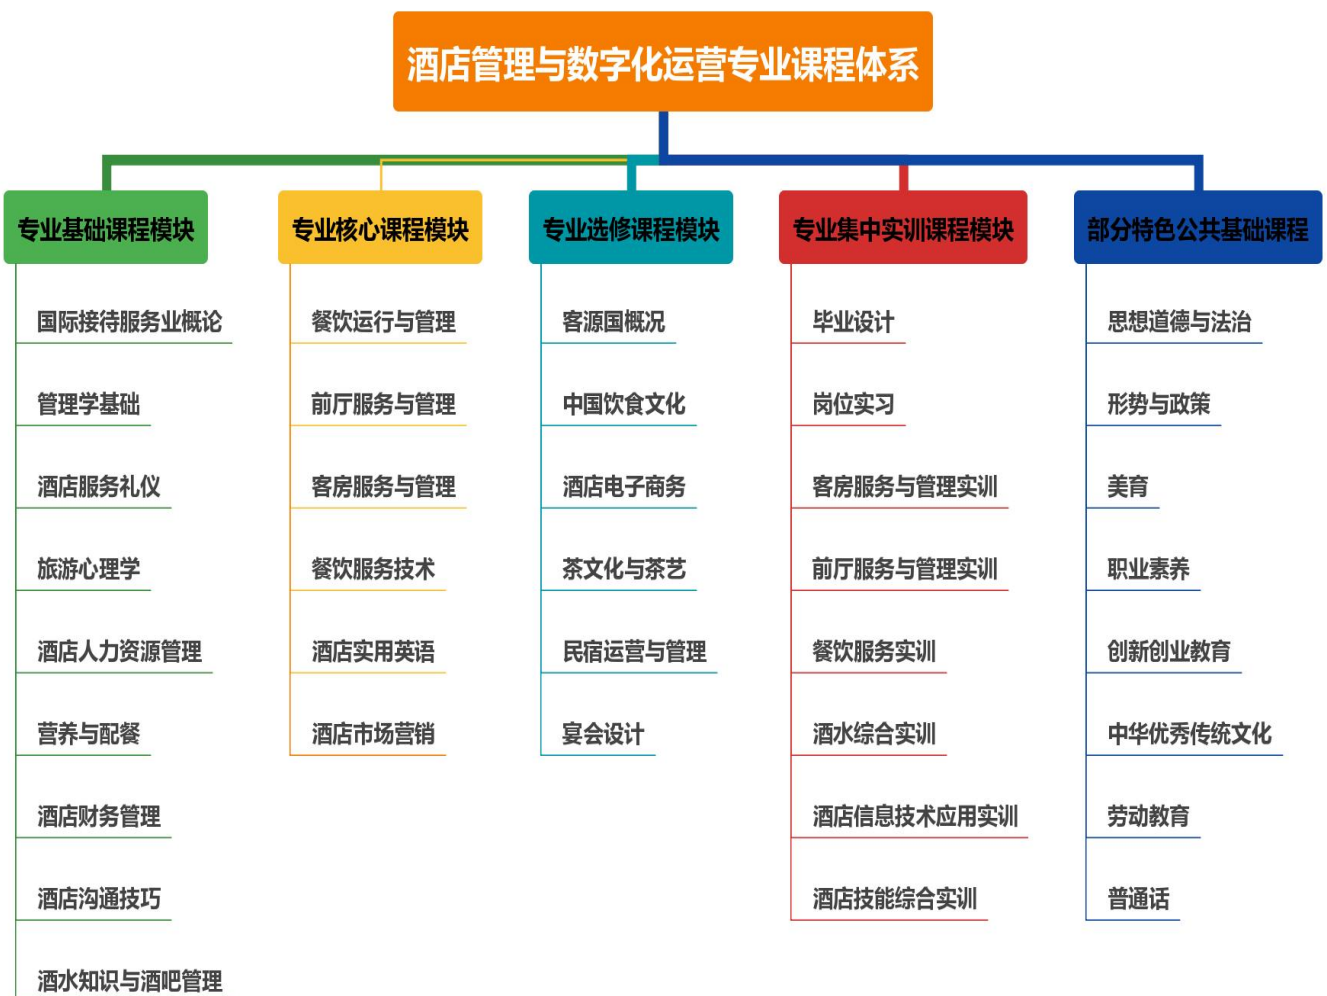 酒店管理与数字化运营专业课程体系
专业基础课程模块
国际接待服务业概论
管理学基础
酒店服务礼仪
旅游心理学
酒店人力资源管理
营养与配餐
酒店财务管理
酒店沟通技巧
酒水知识与酒吧管理
专业核心课程模块
餐饮运行与管理
前厅服务与管理
客房服务与管理
餐饮服务技术
酒店实用英语
酒店市场营销
专业选修课程模块
客源国概况
中国饮食文化
酒店电子商务
茶文化与茶艺
民宿运营与管理
宴会设计
专业集中实训课程模块
毕业设计
岗位实习
客房服务与管理实训
前厅服务与管理实训
餐饮服务实训
酒水综合实训
酒店信息技术应用实训
酒店技能综合实训
部分特色公共基础课程
思想道德与法治
形势与政策
美育
职业素养
创新创业教育
中华优秀传统文化
劳动教育
普通话